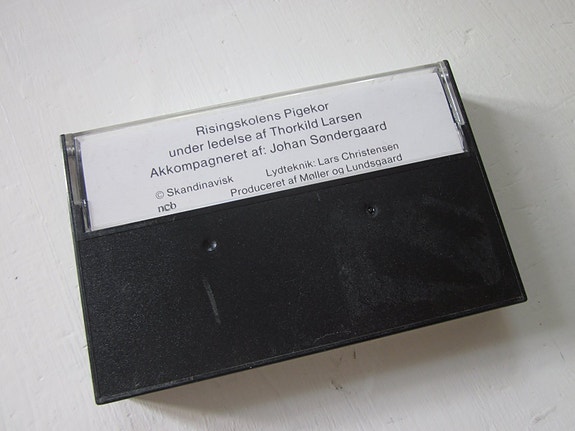 Risingskolens Pigekor
under ledelse af Thorkild Larsen
Akkompagneret af: Johan Søndergaard
© Skandinavisk Lydteknik: Lars Christensen
ncb Produceret af Møller og Lundsgaard